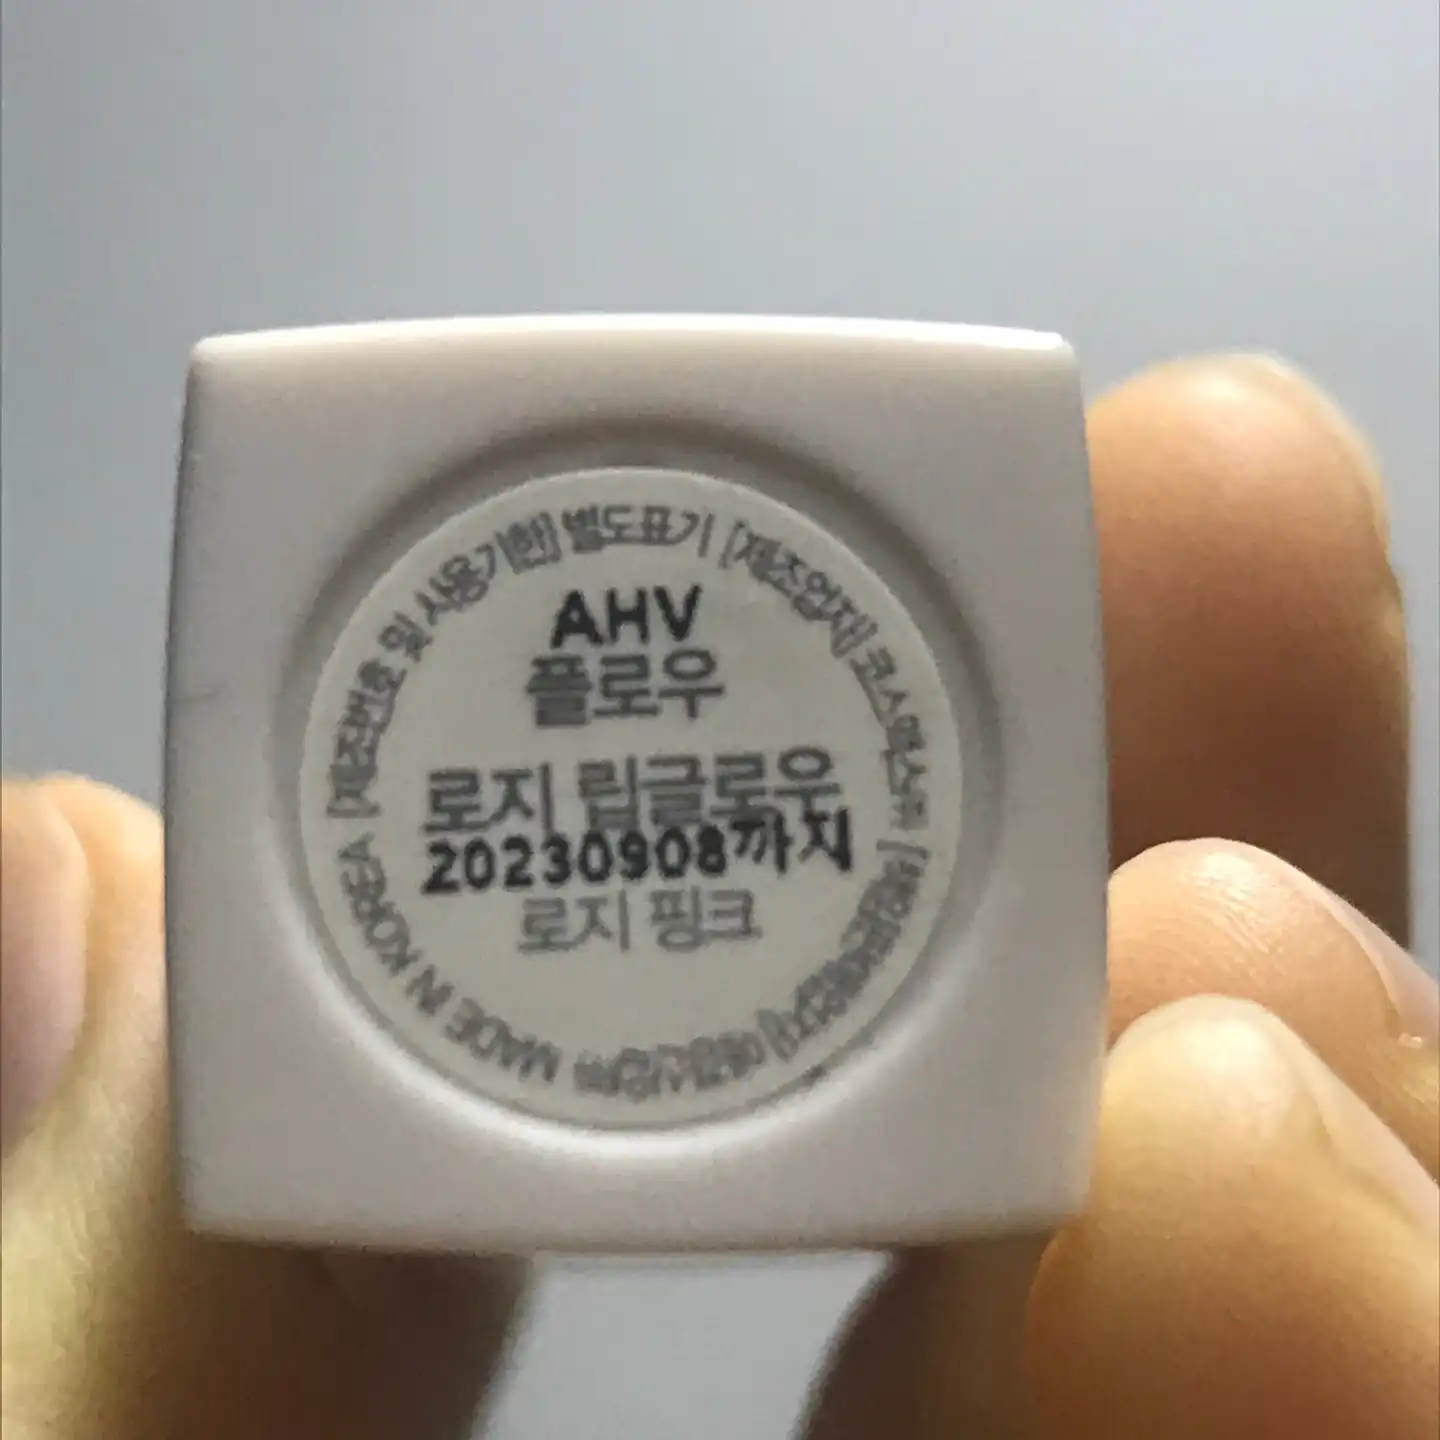 [제조번호 및 사용기한] 별도표기 [제조업자] 코스맥스㈜
AHV
플로우
로지 립글로우
20230908까지
로지 핑크
MADE IN KOREA